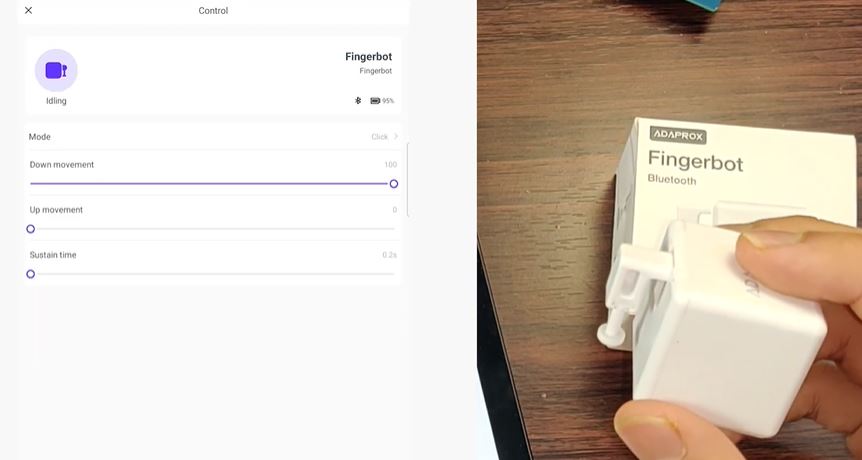 Control
Fingerbot
Fingerbot
Idling
95%
Mode
Click
Down movement
100
Up movement
0
Sustain time
0.2s
ADAPROX
Fingerbot
Bluetooth